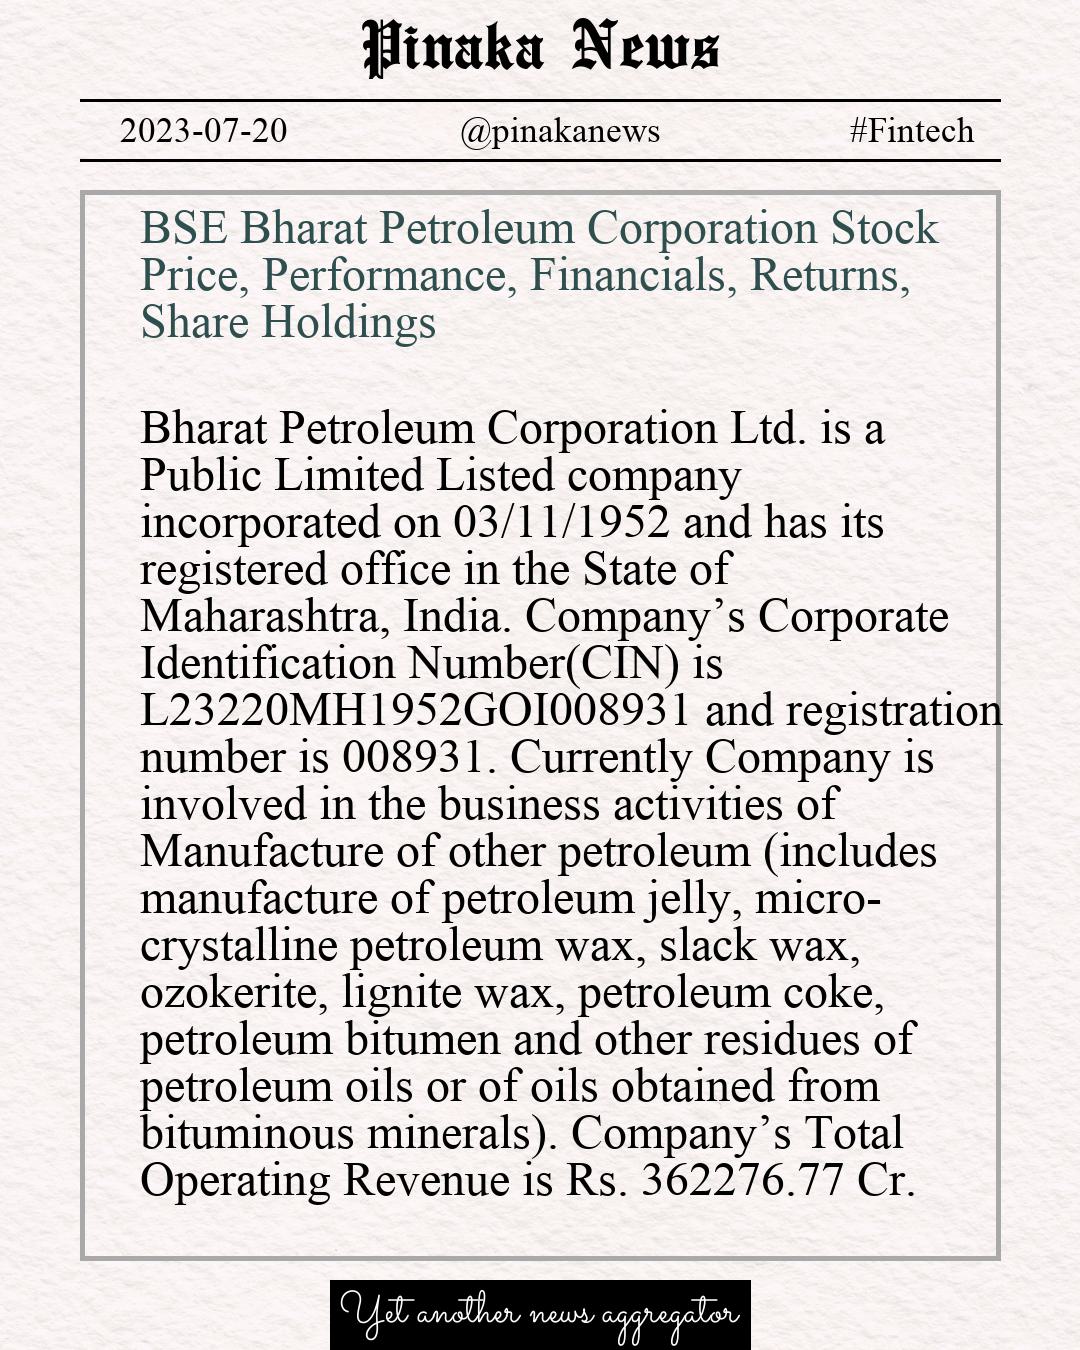 Pinaka News
2023-07-20 @pinakanews #Fintech
BSE Bharat Petroleum Corporation Stock
Price, Performance, Financials, Returns,
Share Holdings
Bharat Petroleum Corporation Ltd. is a
Public Limited Listed company
incorporated on 03/11/1952 and has its
registered office in the State of
Maharashtra, India. Company’s Corporate
Identification Number(CIN) is
L23220MH1952GOI008931 and registration
number is 008931. Currently Company is
involved in the business activities of
Manufacture of other petroleum (includes
manufacture of petroleum jelly, micro-
crystalline petroleum wax, slack wax,
ozokerite, lignite wax, petroleum coke,
petroleum bitumen and other residues of
petroleum oils or of oils obtained from
bituminous minerals). Company’s Total
Operating Revenue is Rs. 362276.77 Cr.
Yet another news aggregator